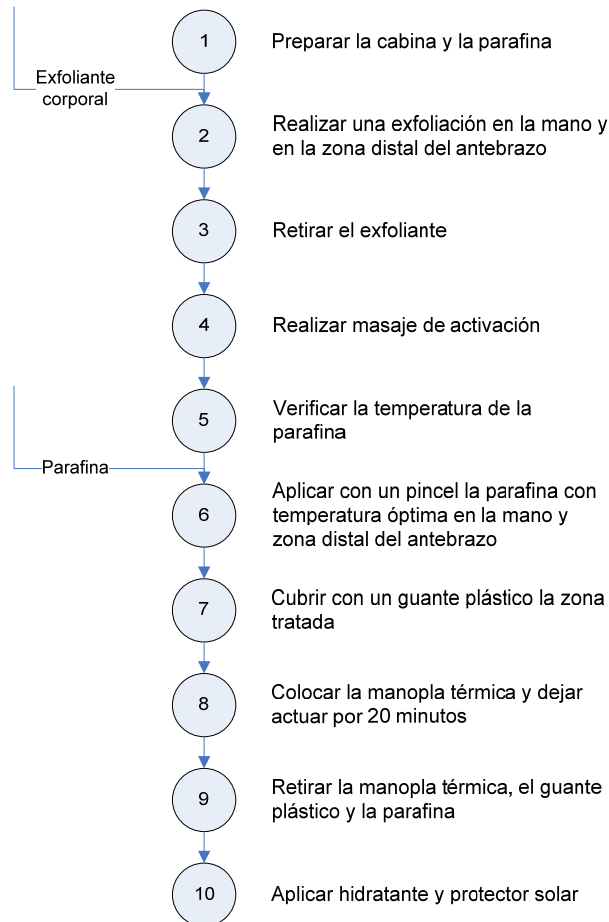 1
Preparar la cabina y la parafina
Exfoliante
corporal
2
Realizar una exfoliación en la mano y
en la zona distal del antebrazo
3
Retirar el exfoliante
4
Realizar masaje de activación
5
Verificar la temperatura de la
parafina
Parafina
6
Aplicar con un pincel la parafina con
temperatura óptima en la mano y
zona distal del antebrazo
7
Cubrir con un guante plástico la zona
tratada
8
Colocar la manopla térmica y dejar
actuar por 20 minutos
9
Retirar la manopla térmica, el guante
plástico y la parafina
10
Aplicar hidratante y protector solar